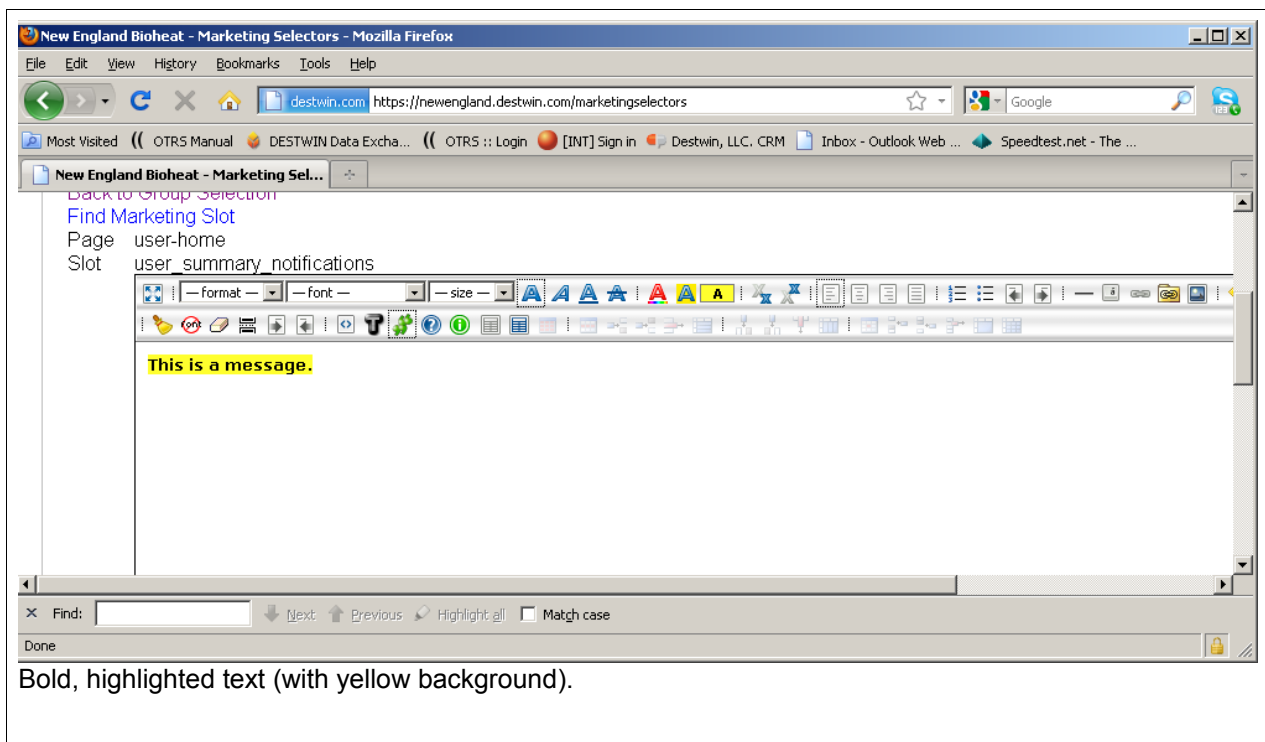 New England Bioheat - Marketing Selectors - Mozilla Firefox
File Edit View History Bookmarks Tools Help
destwin.com https://newengland.destwin.com/marketingselectors Google
Most Visited OTRS Manual DESTWIN Data Excha... OTRS :: Login [INT] Sign in Destwin, LLC. CRM Inbox - Outlook Web ... Speedtest.net - The ...
New England Bioheat - Marketing Sel...
Back to Group Selection
Find Marketing Slot
Page user-home
Slot user_summary_notifications
— format — — font — — size —
This is a message.
Find: Next Previous Highlight all Match case
Done
Bold, highlighted text (with yellow background).